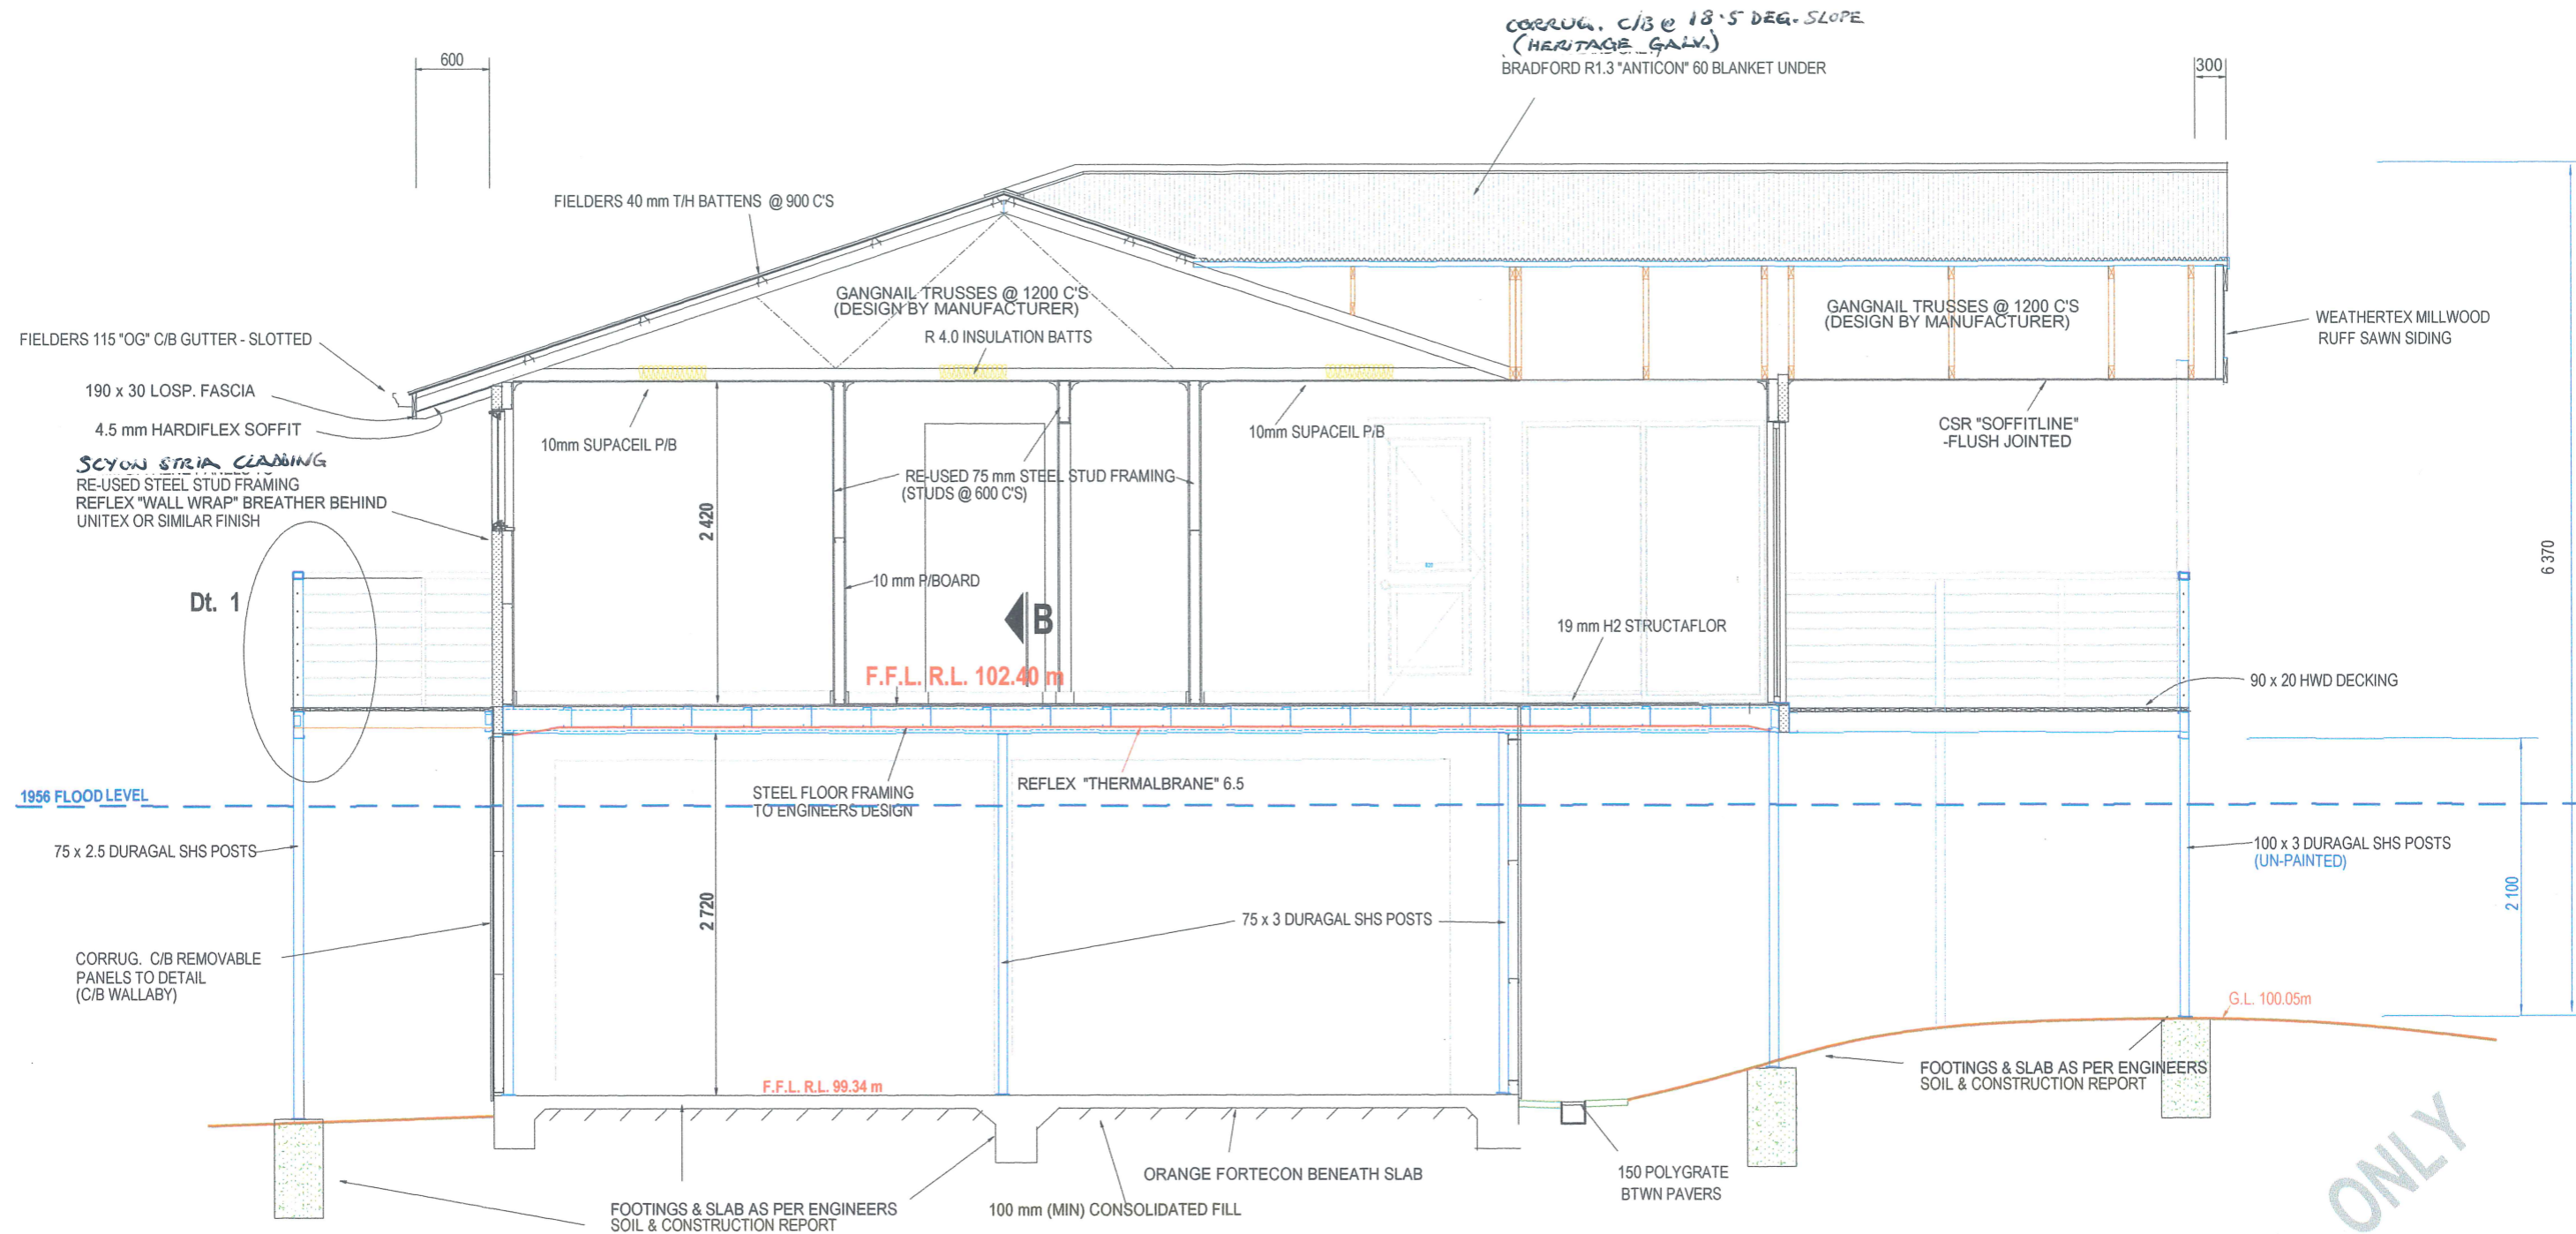 CORRUG. C/B @ 18.5 DEG. SLOPE
(HERITAGE GALV.)
BRADFORD R1.3 "ANTICON" 60 BLANKET UNDER
600
300
FIELDERS 40 mm T/H BATTENS @ 900 C'S
GANGNAIL TRUSSES @ 1200 C'S
(DESIGN BY MANUFACTURER)
R 4.0 INSULATION BATTS
GANGNAIL TRUSSES @ 1200 C'S
(DESIGN BY MANUFACTURER)
WEATHERTEX MILLWOOD
RUFF SAWN SIDING
FIELDERS 115 "OG" C/B GUTTER - SLOTTED
190 x 30 LOSP. FASCIA
4.5 mm HARDIFLEX SOFFIT
SCYON STRIA CLADDING
RE-USED STEEL STUD FRAMING
REFLEX "WALL WRAP" BREATHER BEHIND
UNITEX OR SIMILAR FINISH
10mm SUPACEIL P/B
10mm SUPACEIL P/B
CSR "SOFFITLINE"
-FLUSH JOINTED
RE-USED 75 mm STEEL STUD FRAMING
(STUDS @ 600 C'S)
2 420
6 370
10 mm P/BOARD
Dt. 1
B
19 mm H2 STRUCTAFLOR
F.F.L. R.L. 102.40 m
90 x 20 HWD DECKING
1956 FLOOD LEVEL
STEEL FLOOR FRAMING
TO ENGINEERS DESIGN
REFLEX "THERMALBRANE" 6.5
75 x 2.5 DURAGAL SHS POSTS
100 x 3 DURAGAL SHS POSTS
(UN-PAINTED)
2 720
2 100
75 x 3 DURAGAL SHS POSTS
CORRUG. C/B REMOVABLE
PANELS TO DETAIL
(C/B WALLABY)
G.L. 100.05m
F.F.L. R.L. 99.34 m
FOOTINGS & SLAB AS PER ENGINEERS
SOIL & CONSTRUCTION REPORT
ORANGE FORTECON BENEATH SLAB
150 POLYGRATE
BTWN PAVERS
FOOTINGS & SLAB AS PER ENGINEERS
SOIL & CONSTRUCTION REPORT
100 mm (MIN) CONSOLIDATED FILL
ONLY